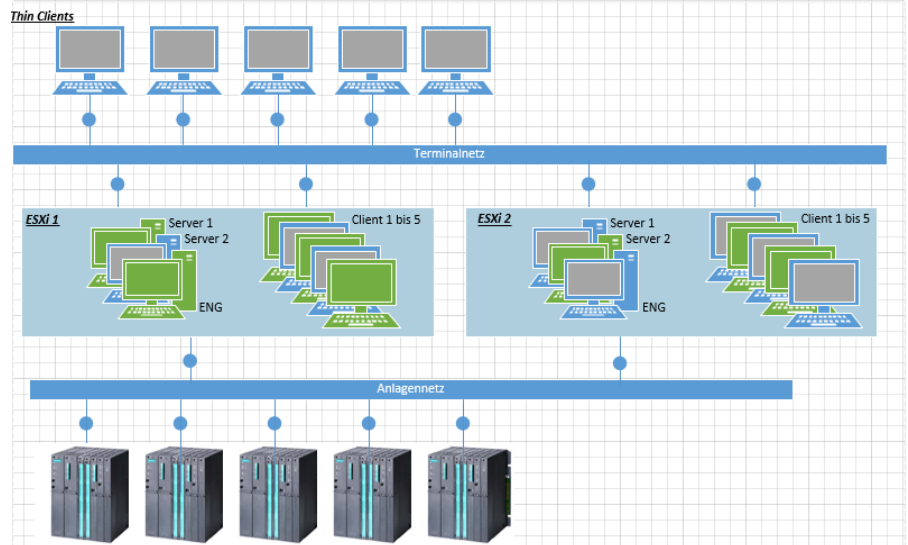 Thin Clients
Terminalnetz
ESXi 1
Server 1
Server 2
ENG
Client 1 bis 5
ESXi 2
Server 1
Server 2
ENG
Client 1 bis 5
Anlagennetz